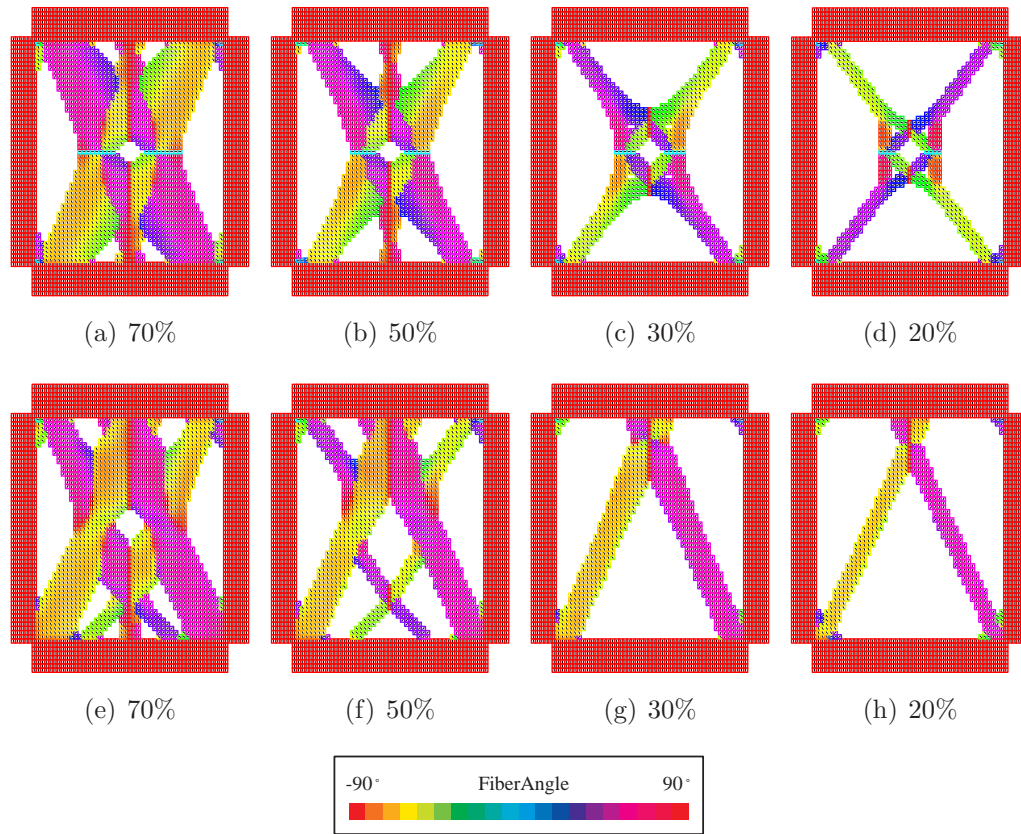 (a) 70%
(b) 50%
(c) 30%
(d) 20%
(e) 70%
(f) 50%
(g) 30%
(h) 20%
-90° FiberAngle 90°